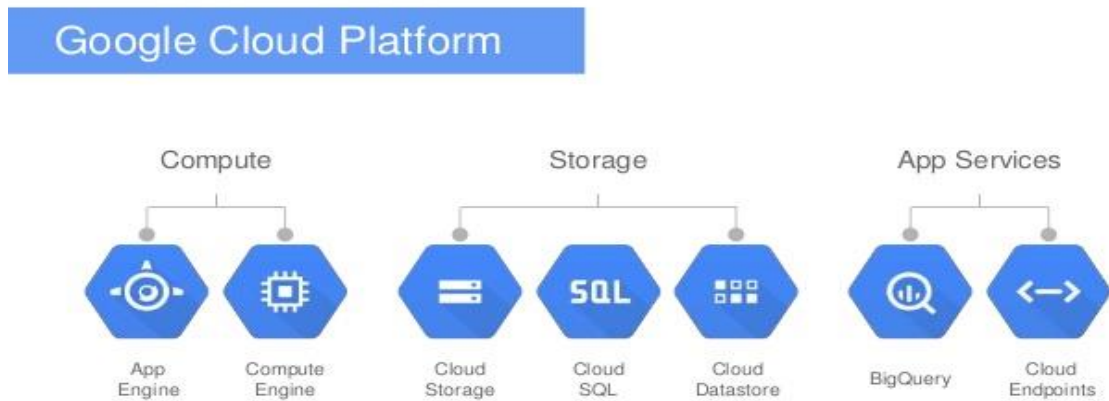 Google Cloud Platform
Compute
Storage
App Services
SQL
App
Engine
Compute
Engine
Cloud
Storage
Cloud
SQL
Cloud
Datastore
BigQuery
Cloud
Endpoints